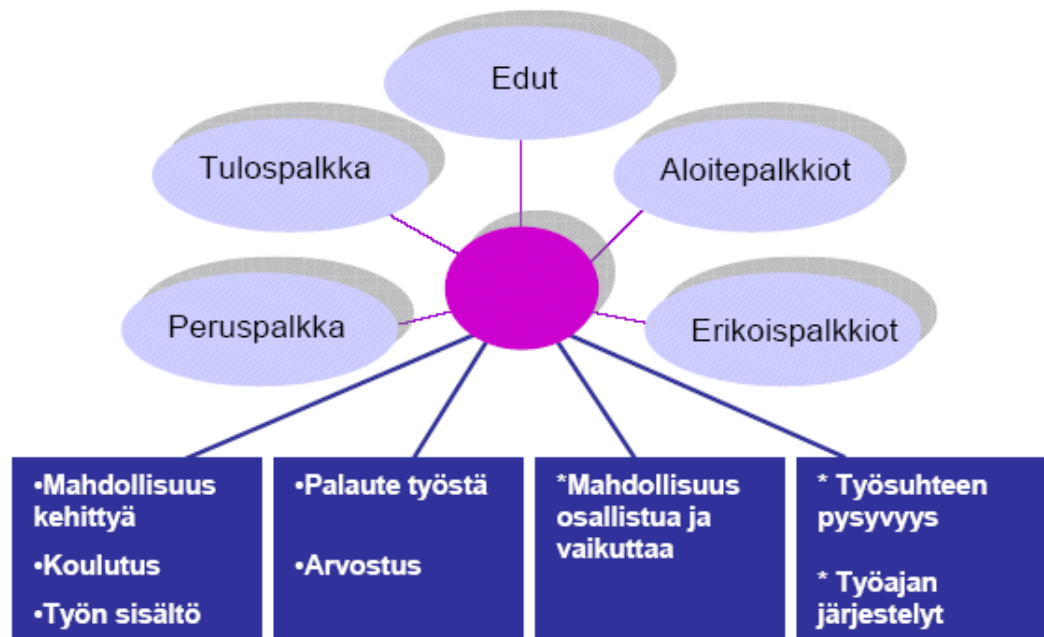 Edut
Tulospalkka
Aloitepalkkiot
Peruspalkka
Erikoispalkkiot
•Mahdollisuus
kehittyä
•Koulutus
•Työn sisältö
•Palaute työstä
•Arvostus
*Mahdollisuus
osallistua ja
vaikuttaa
* Työsuhteen
pysyvyys
* Työajan
järjestelyt